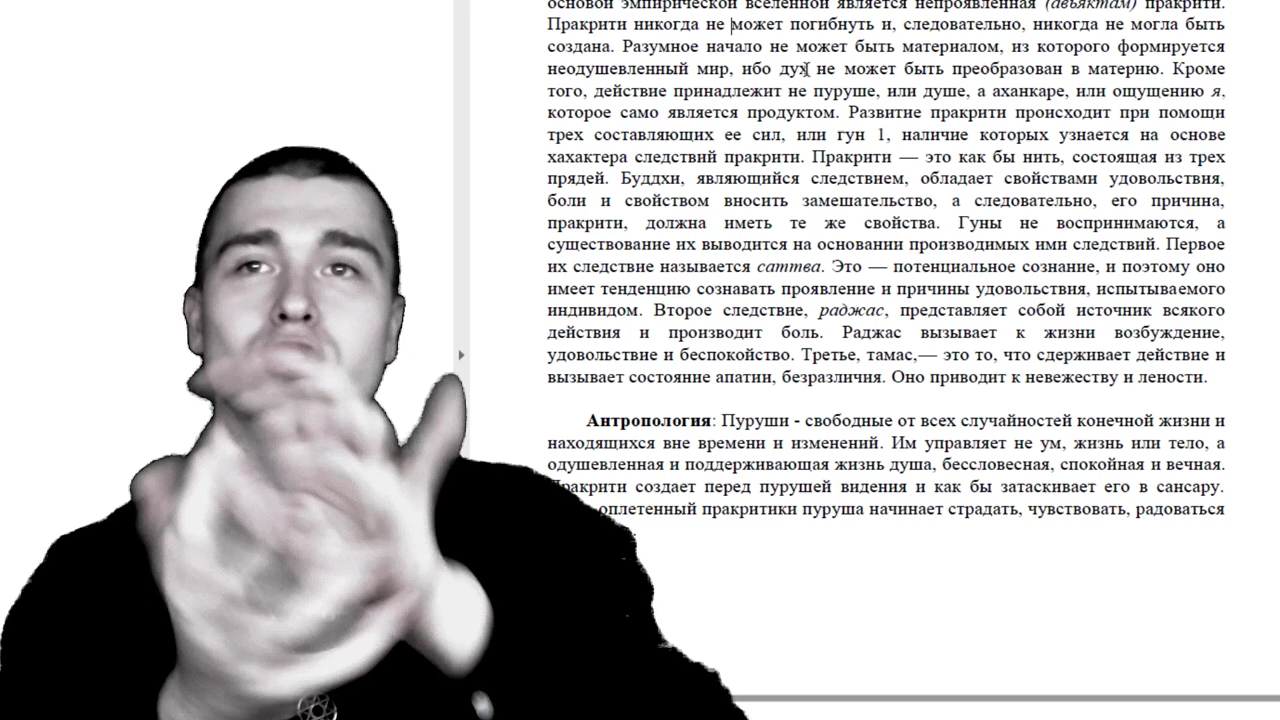 основой эмпирической вселенной является непроявленная (авьяктам) пракрити.
Пракрити никогда не может погибнуть и, следовательно, никогда не могла быть
создана. Разумное начало не может быть материалом, из которого формируется
неодушевленный мир, ибо дух не может быть преобразован в материю. Кроме
того, действие принадлежит не пуруше, или душе, а аханкаре, или ощущению я,
которое само является продуктом. Развитие пракрити происходит при помощи
трех составляющих ее сил, или гун 1, наличие которых узнается на основе
хахактера следствий пракрити. Пракрити — это как бы нить, состоящая из трех
прядей. Буддхи, являющийся следствием, обладает свойствами удовольствия,
боли и свойством вносить замешательство, а следовательно, его причина,
пракрити, должна иметь те же свойства. Гуны не воспринимаются, а
существование их выводится на основании производимых ими следствий. Первое
их следствие называется саттва. Это — потенциальное сознание, и поэтому оно
имеет тенденцию сознавать проявление и причины удовольствия, испытываемого
индивидом. Второе следствие, раджас, представляет собой источник всякого
действия и производит боль. Раджас вызывает к жизни возбуждение,
удовольствие и беспокойство. Третье, тамас,— это то, что сдерживает действие и
вызывает состояние апатии, безразличия. Оно приводит к невежеству и лености.
Антропология: Пуруши - свободные от всех случайностей конечной жизни и
находящихся вне времени и изменений. Им управляет не ум, жизнь или тело, а
одушевленная и поддерживающая жизнь душа, бессловесная, спокойная и вечная.
Пракрити создает перед пурушей видения и как бы затаскивает его в сансару.
оплетенный пракритики пуруша начинает страдать, чувствовать, радоваться